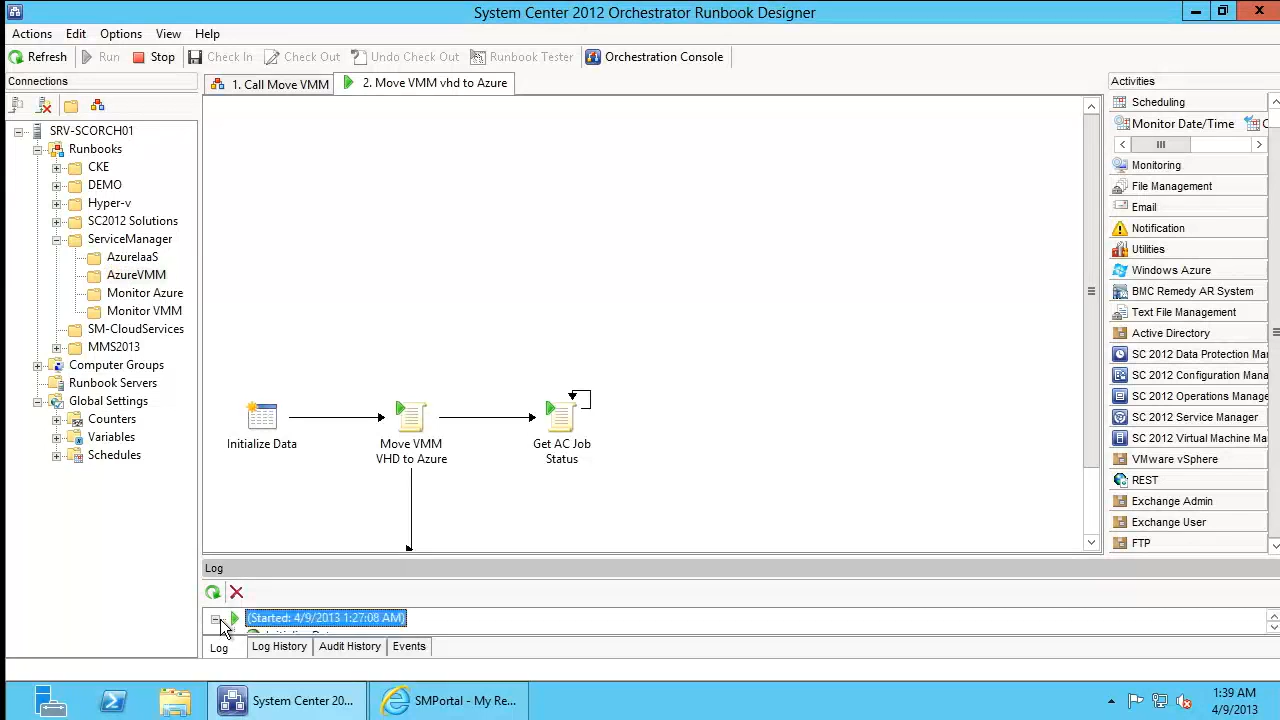 System Center 2012 Orchestrator Runbook Designer
Actions Edit Options View Help
Refresh Run Stop Check In Check Out Undo Check Out Runbook Tester Orchestration Console
Connections
SRV-SCORCH01
Runbooks
CKE
DEMO
Hyper-v
SC2012 Solutions
ServiceManager
AzureIaaS
AzureVMM
Monitor Azure
Monitor VMM
SM-CloudServices
MMS2013
Computer Groups
Runbook Servers
Global Settings
Counters
Variables
Schedules
1. Call Move VMM 2. Move VMM vhd to Azure
Initialize Data
Move VMM
VHD to Azure
Get AC Job
Status
Log
(Started: 4/9/2013 1:27:08 AM)
Log Log History Audit History Events
Activities
Scheduling
Monitor Date/Time C
Monitoring
File Management
Email
Notification
Utilities
Windows Azure
BMC Remedy AR System
Text File Management
Active Directory
SC 2012 Data Protection Mar
SC 2012 Configuration Mana
SC 2012 Operations Manage
SC 2012 Service Manager
SC 2012 Virtual Machine Ma
VMware vSphere
REST
Exchange Admin
Exchange User
FTP
System Center 20... SMPortal - My Re...
1:39 AM
4/9/2013